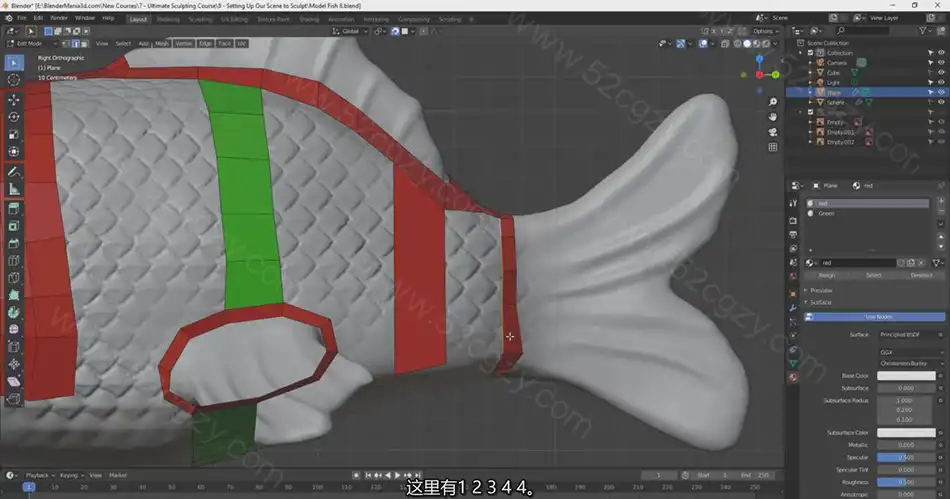 Blender* [E:\BlenderMania3d.com\New Courses\7 - Ultimate Sculpting Course\8 - Setting Up Our Scene to Sculpt\Model Fish 8.blend]
File Edit Render Window Help
Layout Modeling Sculpting UV Editing Texture Paint Shading Animation Rendering Compositing Scripting +
Scene View Layer
Edit Mode View Select Add Mesh Vertex Edge Face UV
Global
Options
Right Orthographic
(1) Plane
10 Centimeters
Scene Collection
Collection
Camera
Cube
Light
Plane
Sphere
Empty
Empty.001
Empty.002
Plane red
red
Green
red
Assign Select Deselect
Preview
Surface
Use Nodes
Surface Principled BSDF
GGX
Christensen-Burley
Base Color
Subsurface 0.000
Subsurface Radius 1.000
0.200
0.100
Subsurface Color
Metallic 0.000
Specular 0.500
Specular Tint 0.000
Roughness 0.500
Anisotropic 0.000
Playback Keying View Marker
1 Start 1 End 250
1
这里有1 2 3 4 4。
www.52cgzy.com